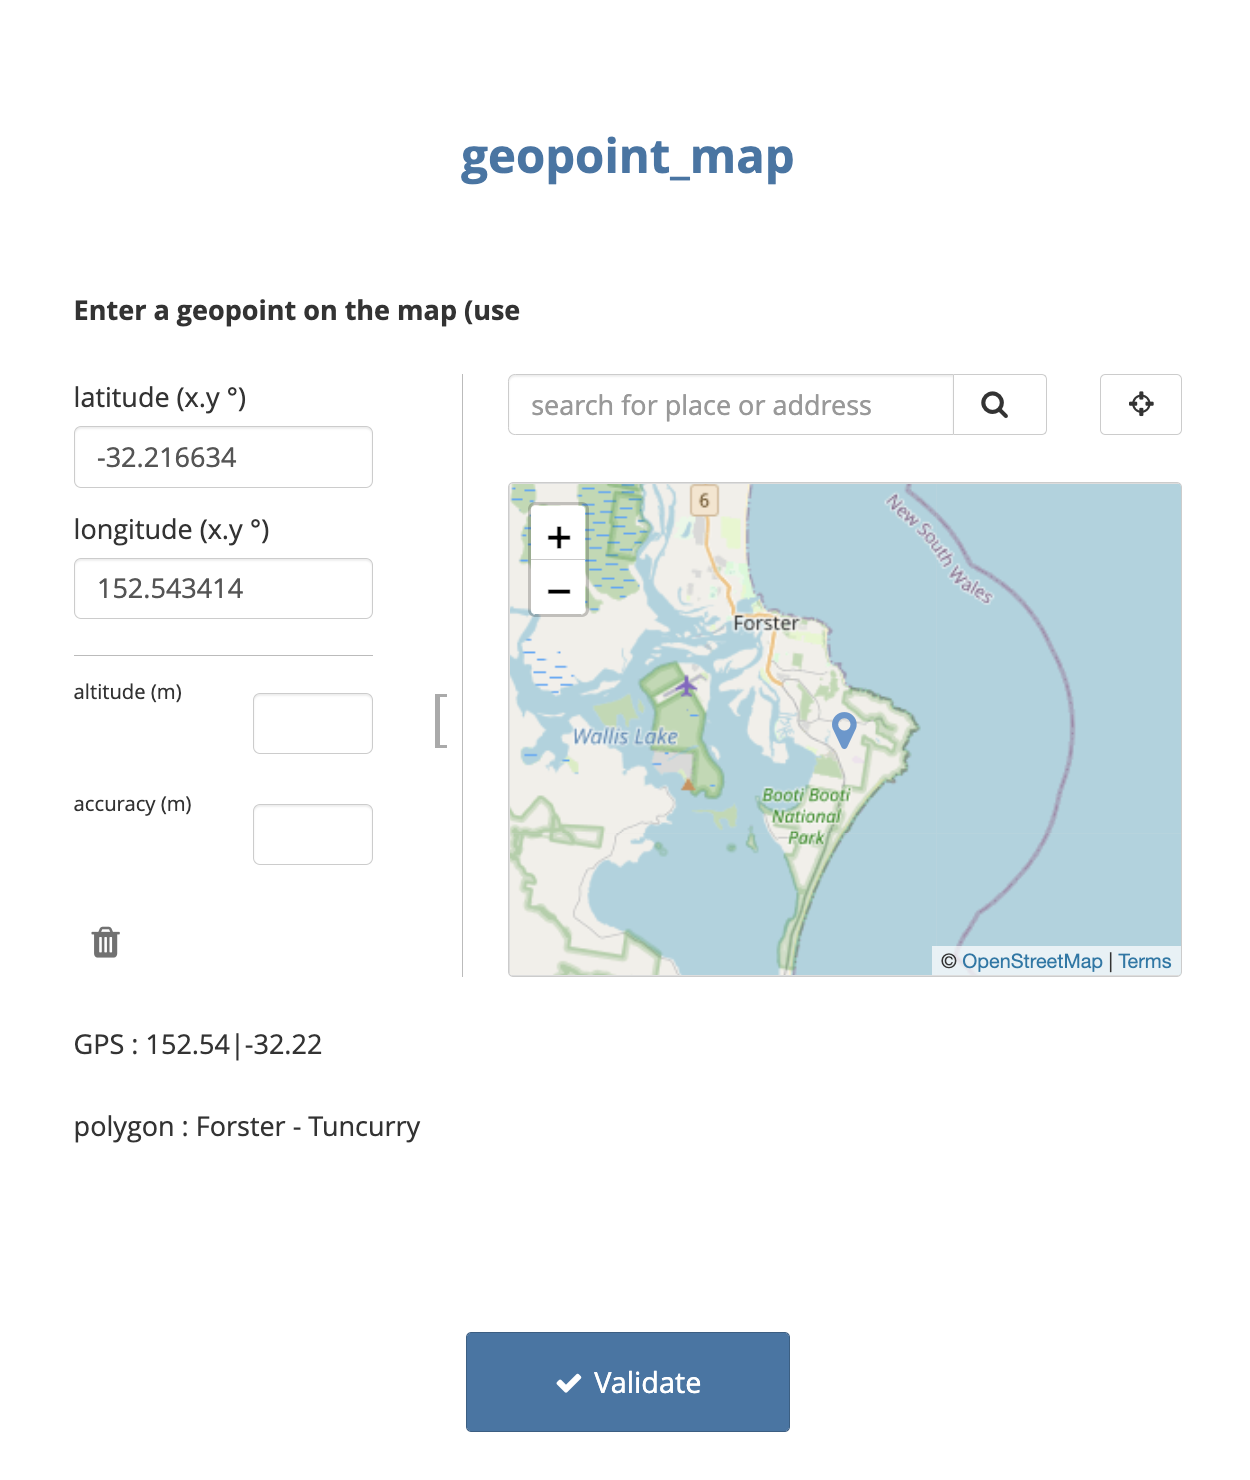 geopoint_map
Enter a geopoint on the map (use
latitude (x.y °)
-32.216634
longitude (x.y °)
152.543414
altitude (m)
accuracy (m)
search for place or address
+
−
6
New South Wales
Forster
Wallis Lake
Booti Booti
National
Park
© OpenStreetMap | Terms
GPS : 152.54|-32.22
polygon : Forster - Tuncurry
Validate